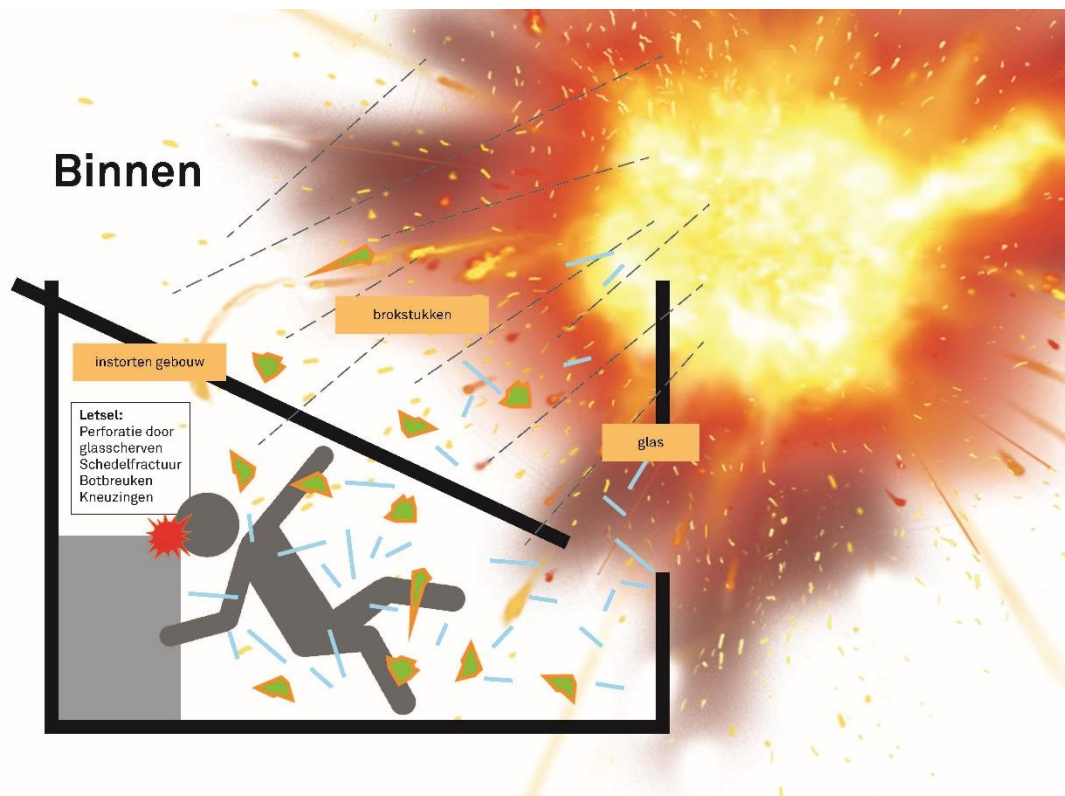 Binnen
brokstukken
instorten gebouw
Letsel:
Perforatie door
glasscherven
Schedelfractuur
Botbreuken
Kneuzingen
glas